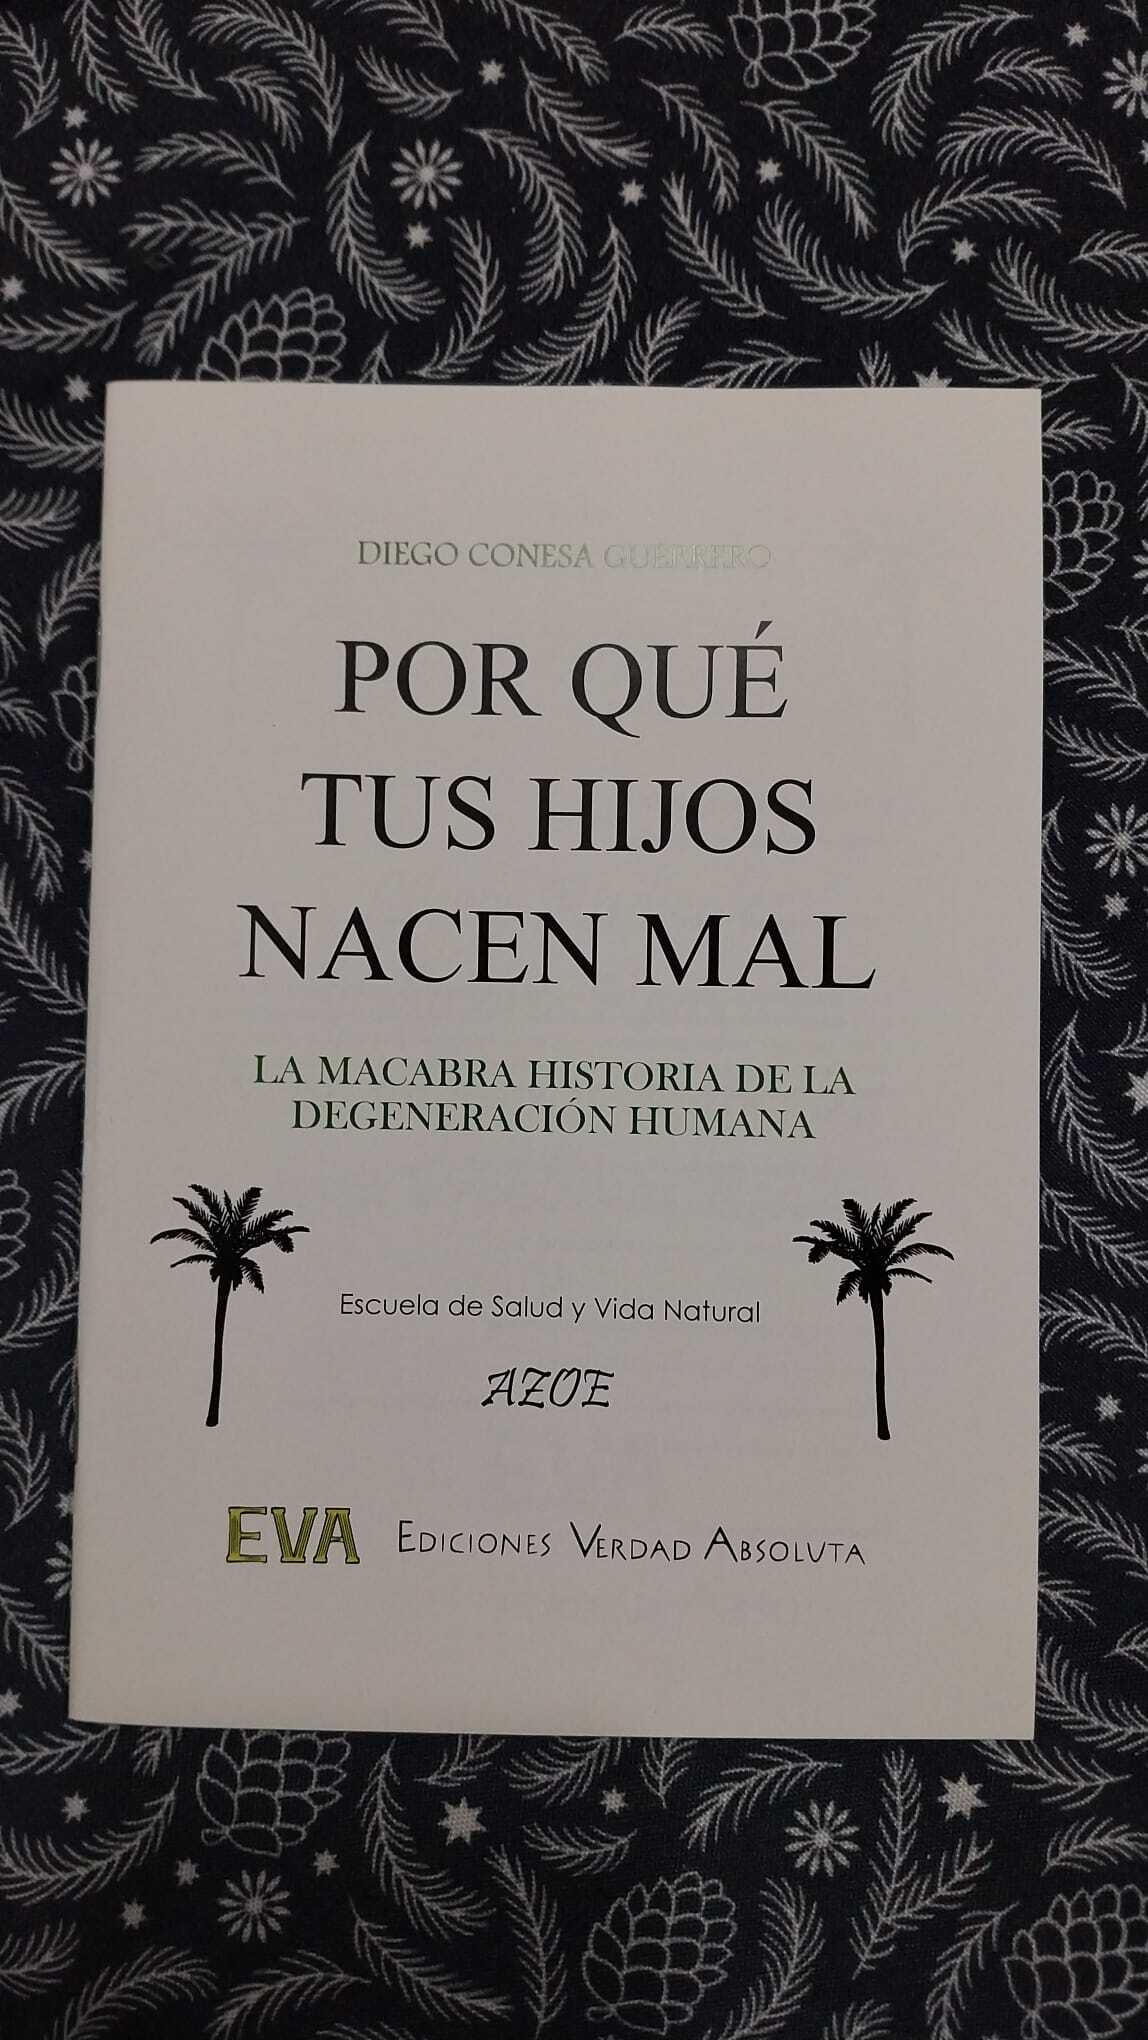 DIEGO CONESA GUERRERO
POR QUÉ
TUS HIJOS
NACEN MAL
LA MACABRA HISTORIA DE LA
DEGENERACIÓN HUMANA
Escuela de Salud y Vida Natural
AZOE
EVA EDICIONES VERDAD ABSOLUTA